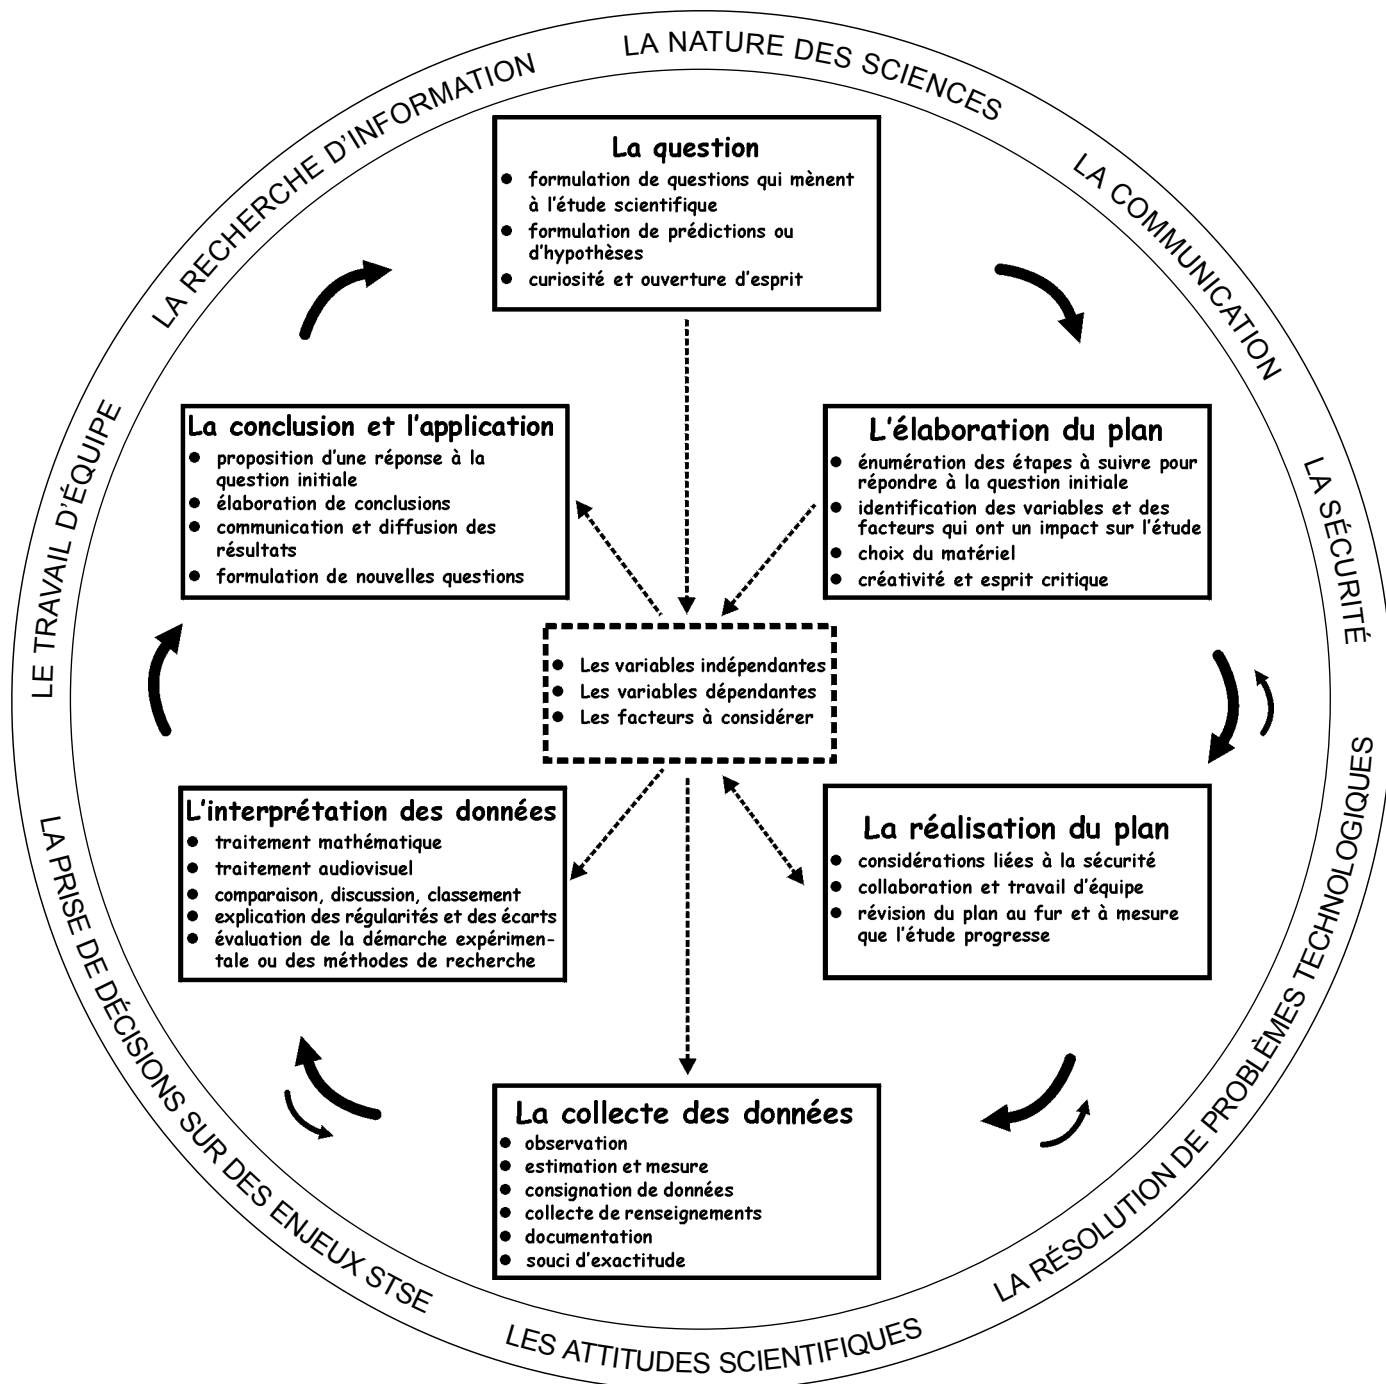 LA NATURE DES SCIENCES
LA COMMUNICATION
LA SÉCURITÉ
LA RÉSOLUTION DE PROBLÈMES TECHNOLOGIQUES
LES ATTITUDES SCIENTIFIQUES
LA PRISE DE DÉCISIONS SUR DES ENJEUX STSE
LE TRAVAIL D'ÉQUIPE
LA RECHERCHE D'INFORMATION
La question
• formulation de questions qui mènent
à l'étude scientifique
• formulation de prédictions ou
d'hypothèses
• curiosité et ouverture d'esprit
L'élaboration du plan
• énumération des étapes à suivre pour
répondre à la question initiale
• identification des variables et des
facteurs qui ont un impact sur l'étude
• choix du matériel
• créativité et esprit critique
La réalisation du plan
• considérations liées à la sécurité
• collaboration et travail d'équipe
• révision du plan au fur et à mesure
que l'étude progresse
La collecte des données
• observation
• estimation et mesure
• consignation de données
• collecte de renseignements
• documentation
• souci d'exactitude
L'interprétation des données
• traitement mathématique
• traitement audiovisuel
• comparaison, discussion, classement
• explication des régularités et des écarts
• évaluation de la démarche expérimen-
tale ou des méthodes de recherche
La conclusion et l'application
• proposition d'une réponse à la
question initiale
• élaboration de conclusions
• communication et diffusion des
résultats
• formulation de nouvelles questions
• Les variables indépendantes
• Les variables dépendantes
• Les facteurs à considérer